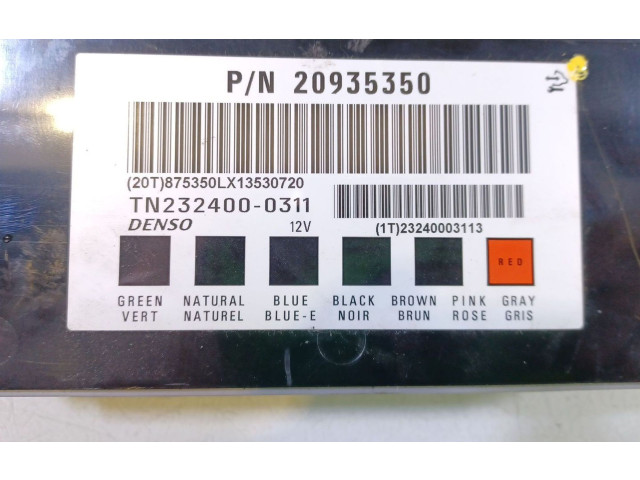 P/N 20935350
(20T)875350LX13530720
TN232400-0311
DENSO 12V
(1T)23240003113
RED
GREEN NATURAL BLUE BLACK BROWN PINK GRAY
VERT NATUREL BLUE-E NOIR BRUN ROSE GRIS